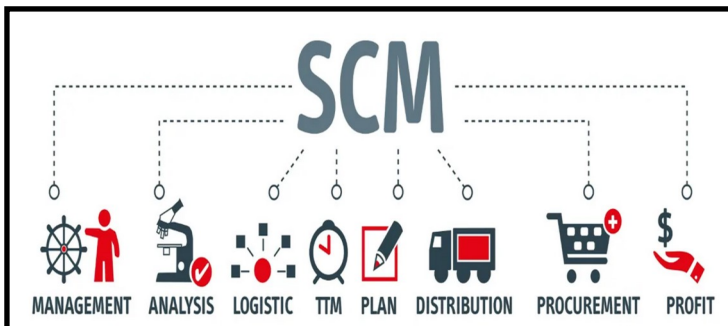 SCM
MANAGEMENT ANALYSIS LOGISTIC TTM PLAN DISTRIBUTION PROCUREMENT PROFIT